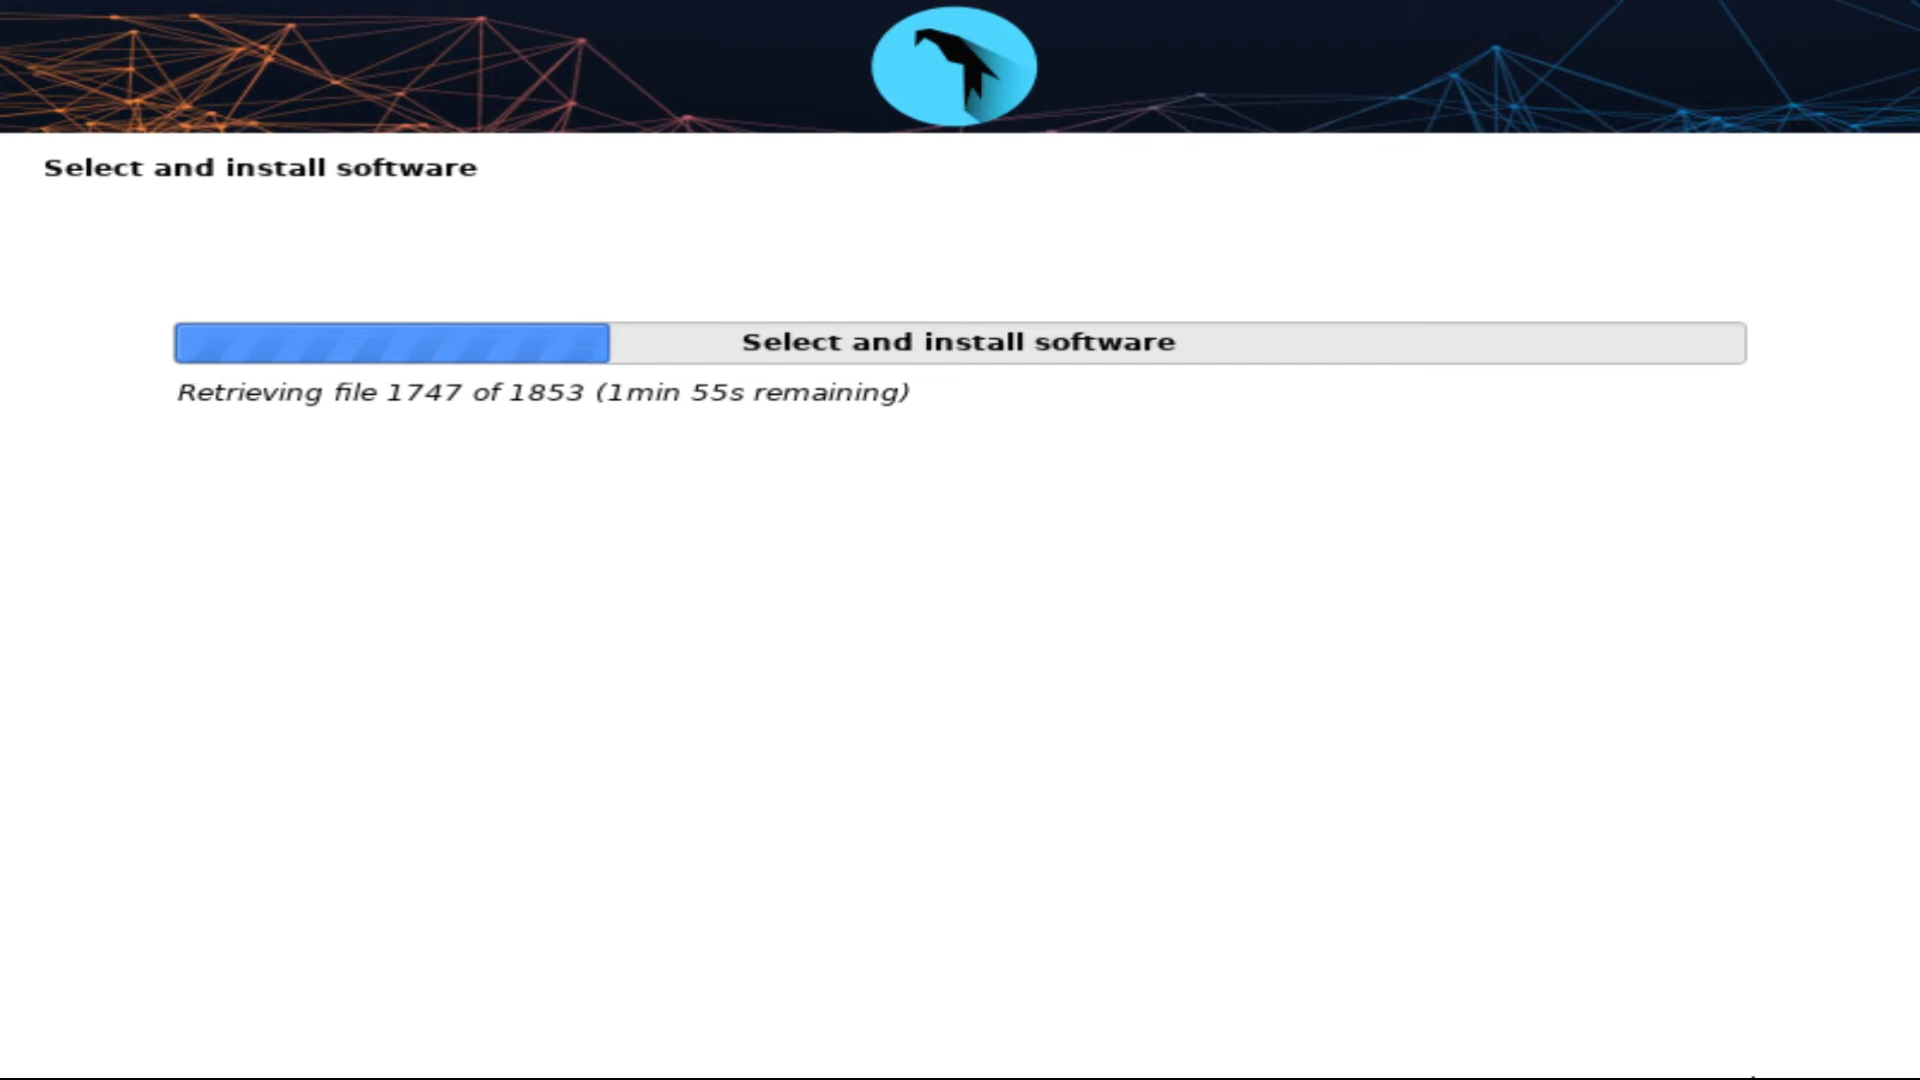 Select and install software
Select and install software
Retrieving file 1747 of 1853 (1min 55s remaining)